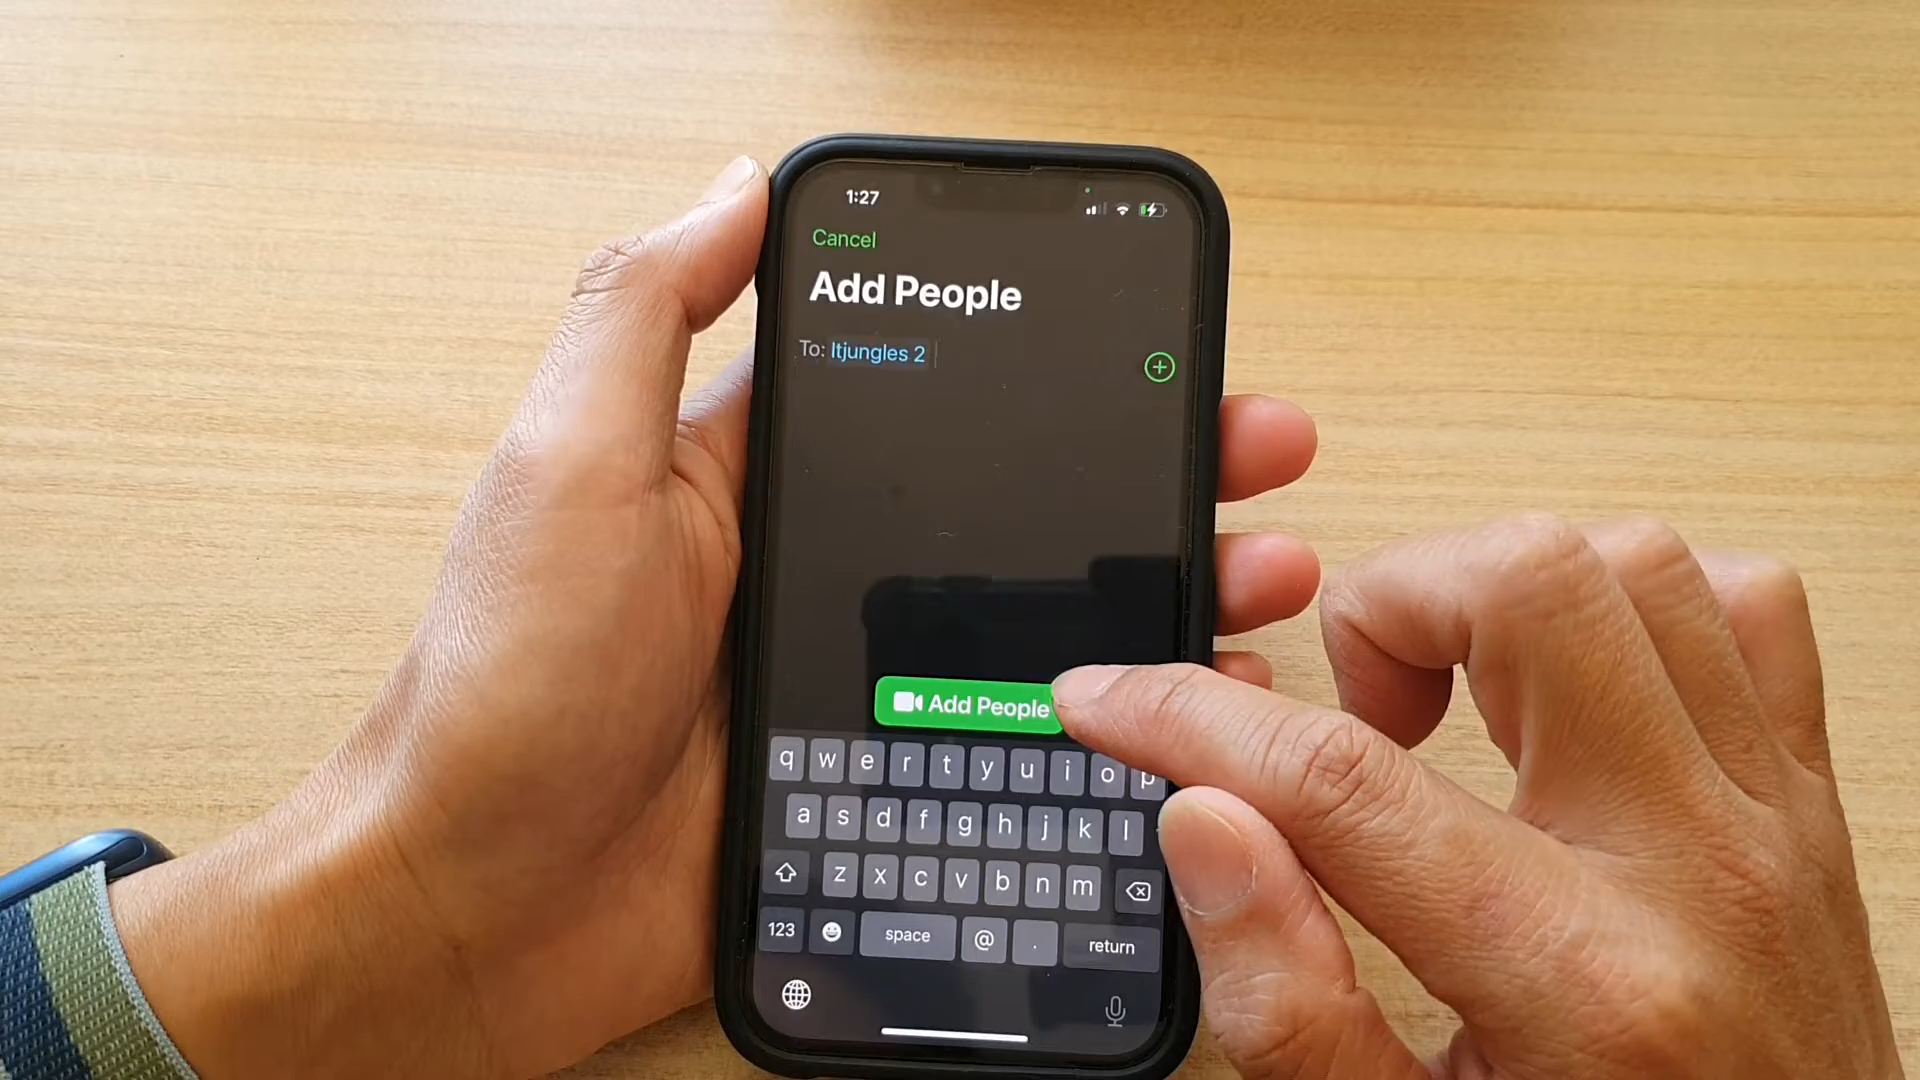 1:27
Cancel
Add People
To: Itjungles 2
Add People
q w e r t y u i o p
a s d f g h j k l
z x c v b n m
123 space @ . return